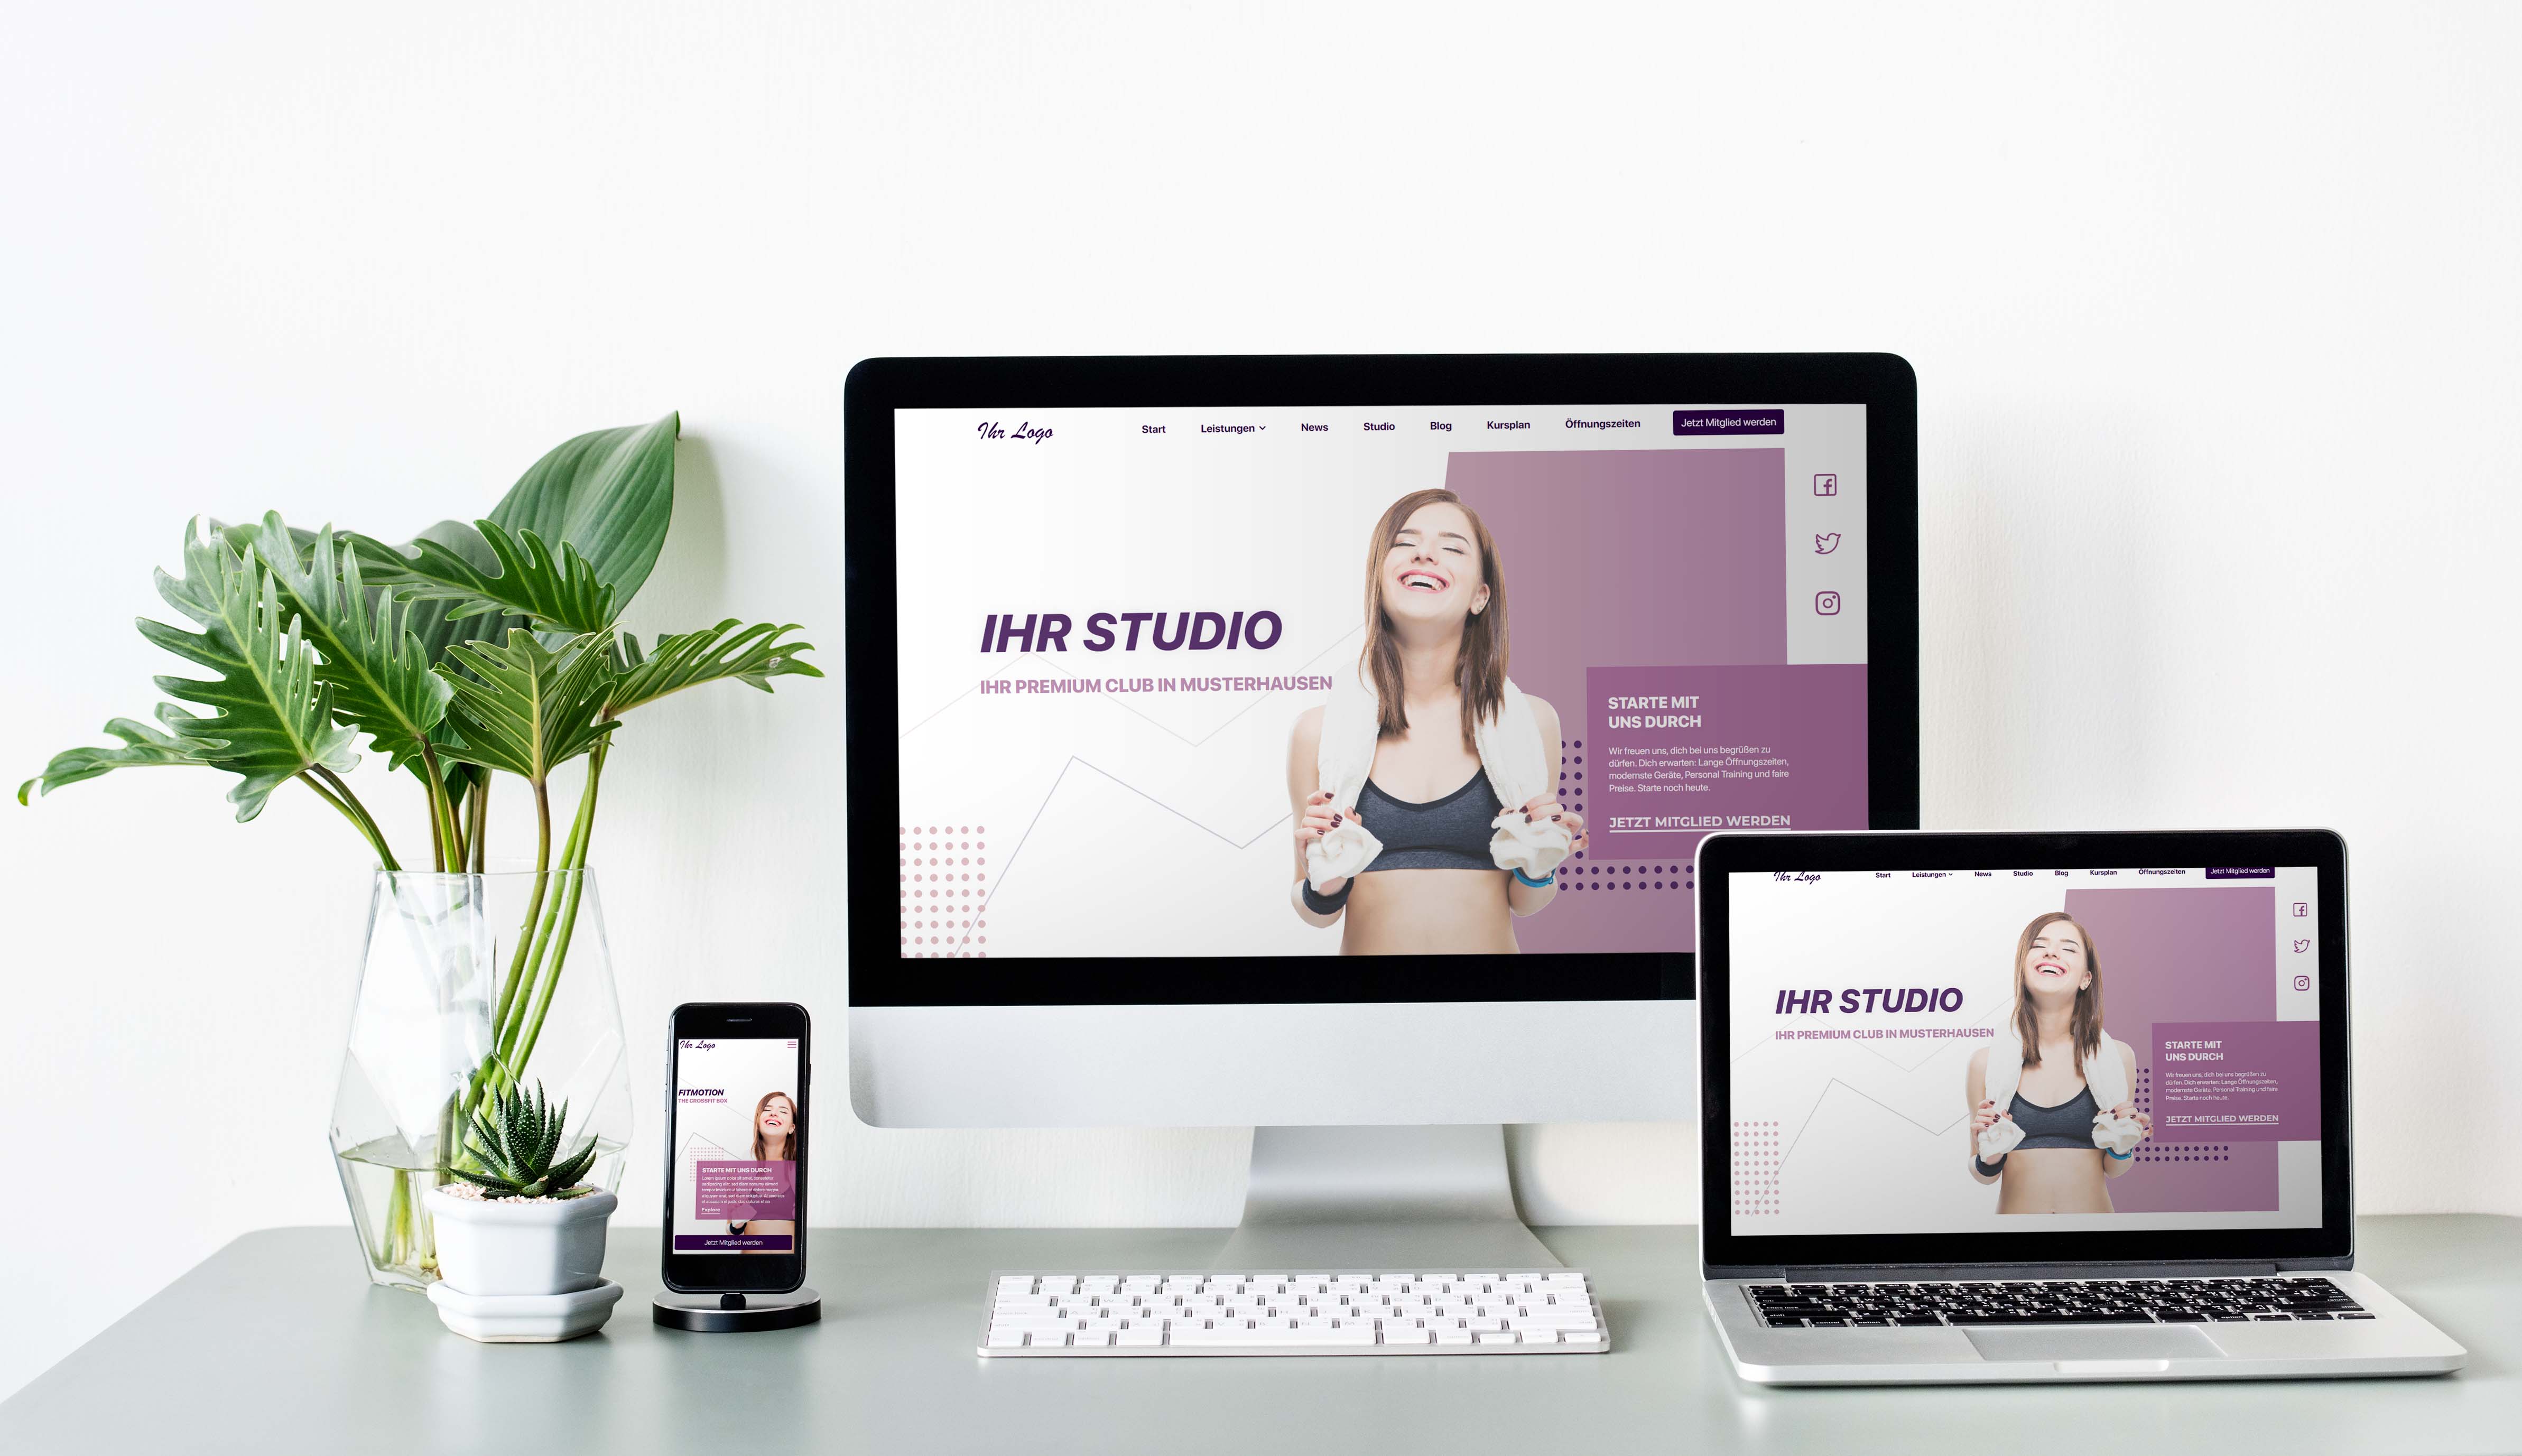 Ihr Logo
Start Leistungen News Studio Blog Kursplan Öffnungszeiten Jetzt Mitglied werden
IHR STUDIO
IHR PREMIUM CLUB IN MUSTERHAUSEN
STARTE MIT
UNS DURCH
Wir freuen uns, dich bei uns begrüßen zu
dürfen. Dich erwarten: Lange Öffnungszeiten,
modernste Geräte, Personal Training und faire
Preise. Starte noch heute.
JETZT MITGLIED WERDEN
Ihr Logo
FITMOTION
THE CROSSFIT BOX
STARTE MIT UNS DURCH
Explore
Jetzt Mitglied werden
Ihr Logo
Start Leistungen News Studio Blog Kursplan Öffnungszeiten Jetzt Mitglied werden
IHR STUDIO
IHR PREMIUM CLUB IN MUSTERHAUSEN
STARTE MIT
UNS DURCH
Wir freuen uns, dich bei uns begrüßen zu
dürfen. Dich erwarten: Lange Öffnungszeiten,
modernste Geräte, Personal Training und faire
Preise. Starte noch heute.
JETZT MITGLIED WERDEN